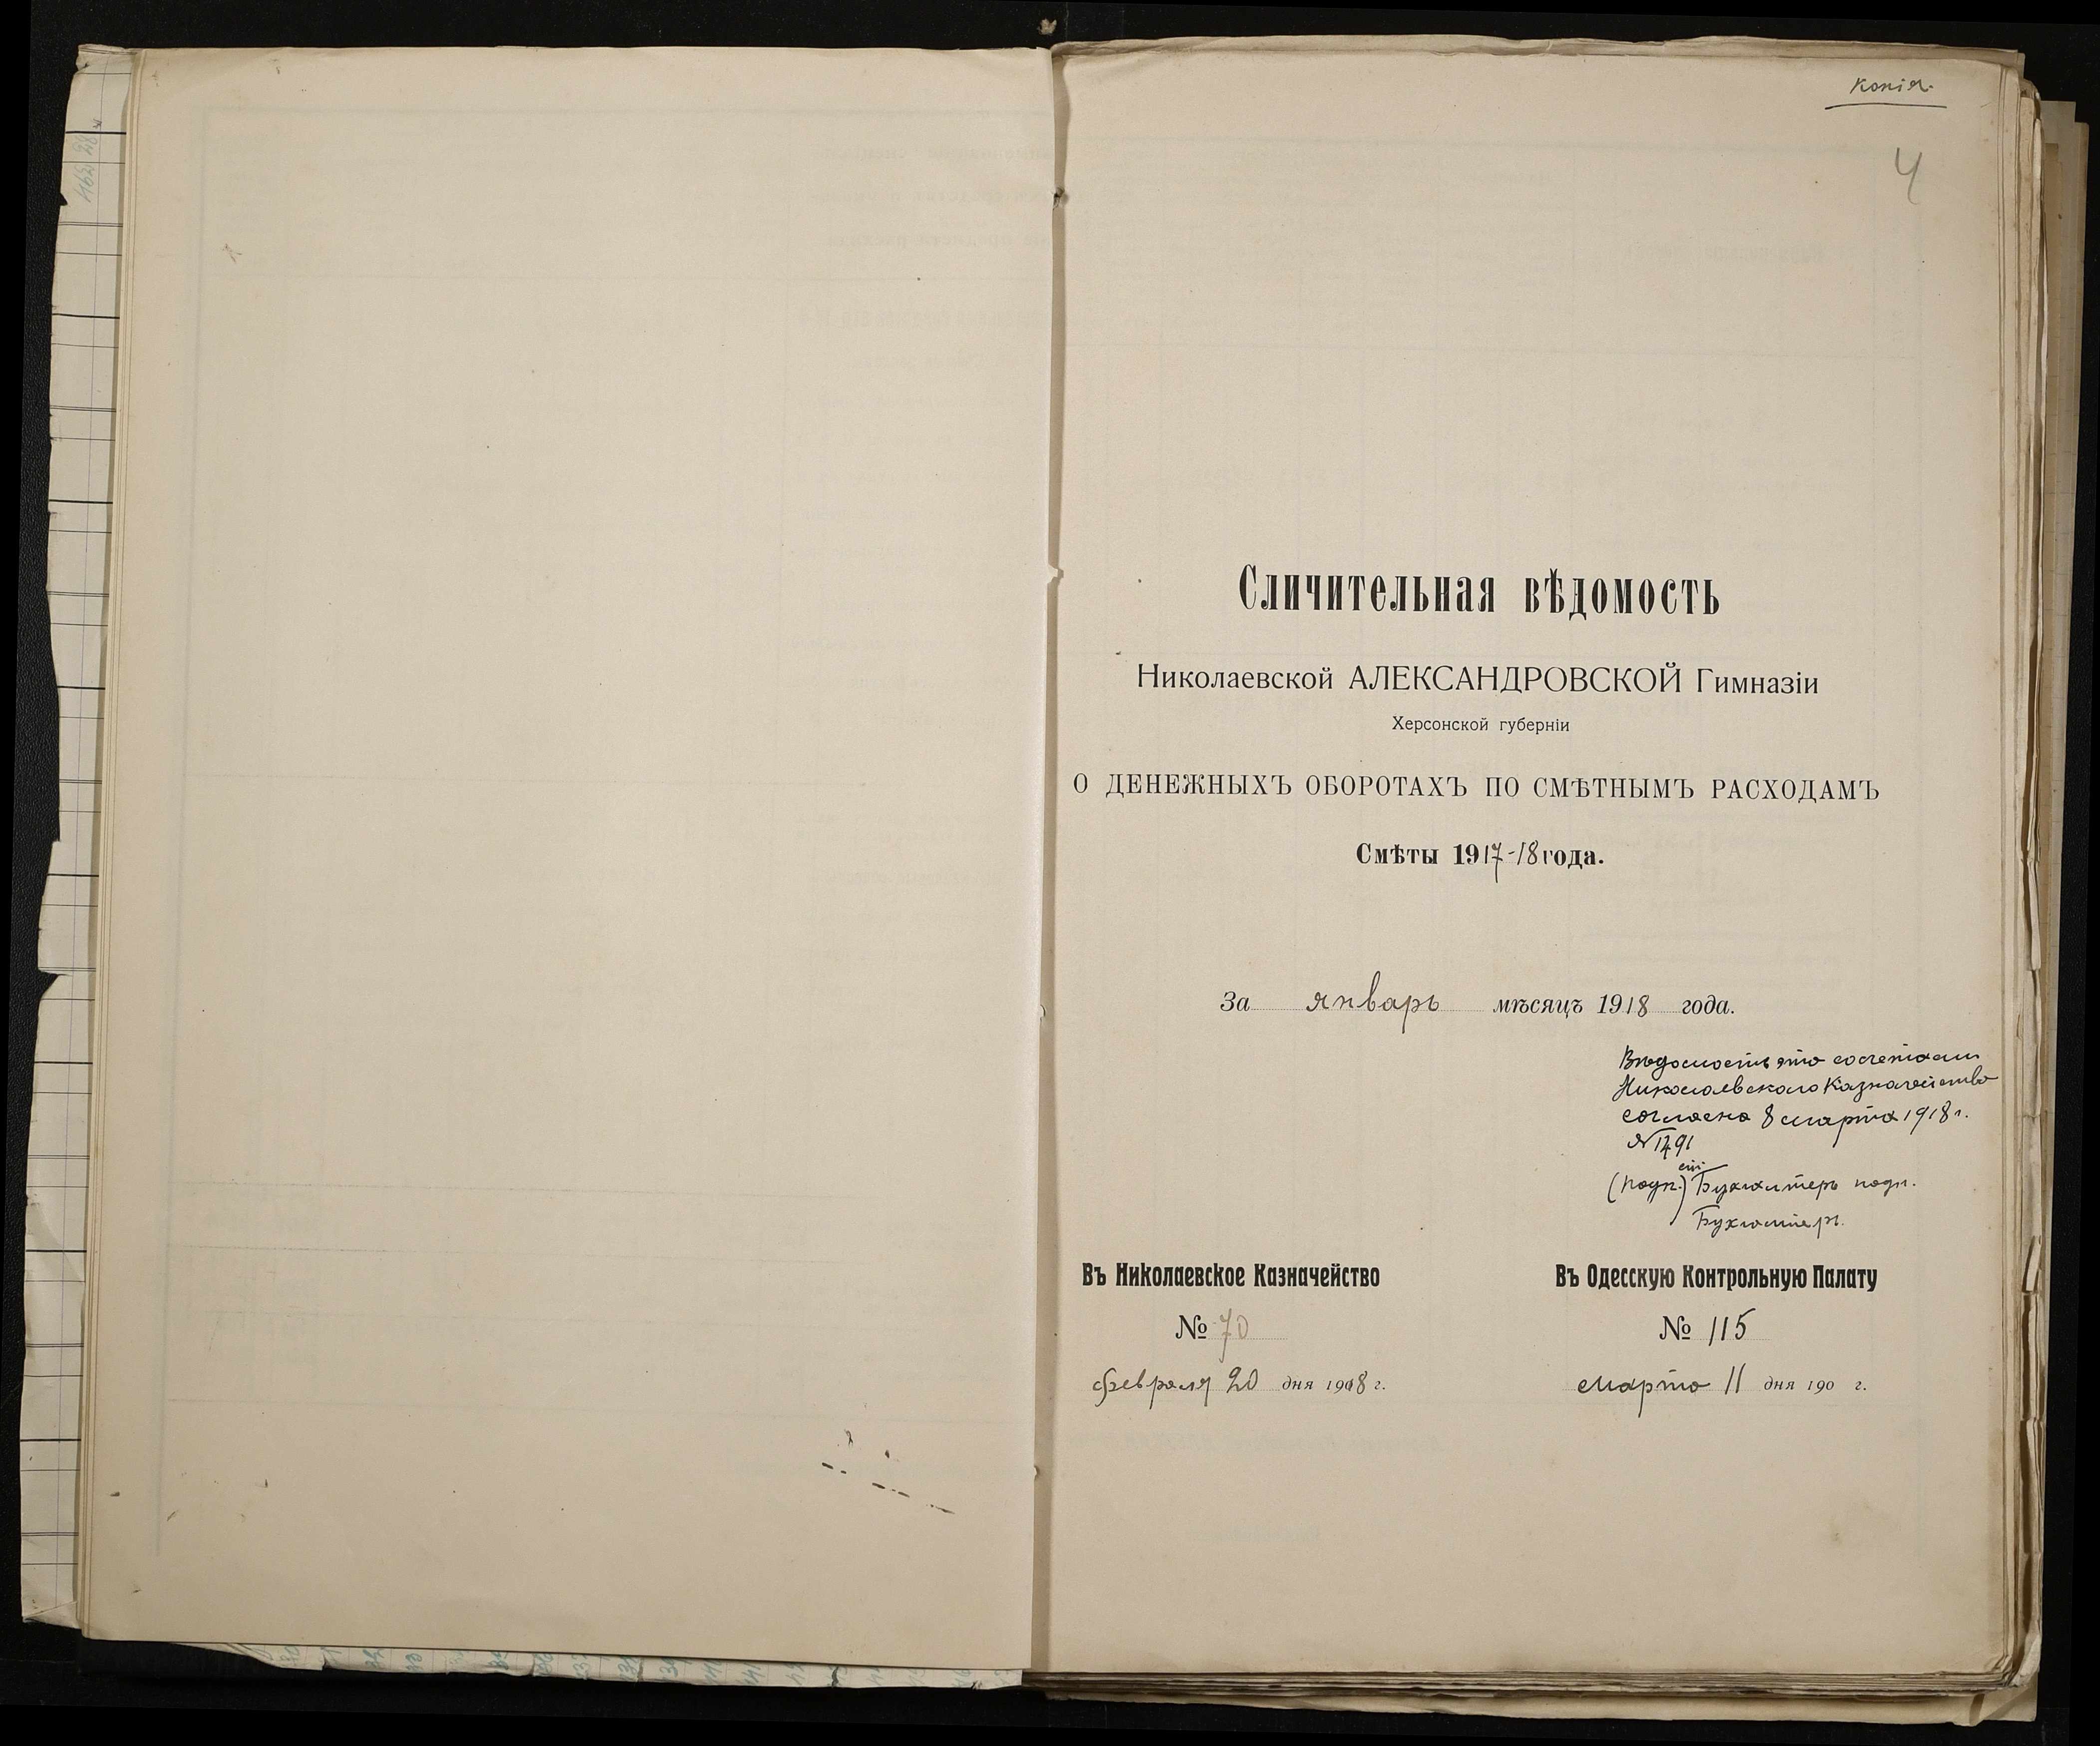 Копія.
4
Сличительная вѣдомость
Николаевской АЛЕКСАНДРОВСКОЙ Гимназіи
Херсонской губерніи
О ДЕНЕЖНЫХЪ ОБОРОТАХЪ ПО СМѢТНЫМЪ РАСХОДАМЪ
Смѣты 1917-18 года.
За январь мѣсяцъ 1918 года.
Вѣдомость эта со счетами
Николаевскаго Казначейства
согласна 8 марта 1918 г.
(подп.) Бухгалтеръ подп.
Бухгалтеръ.
Въ Николаевское Казначейство
№ 70
февраля 20 дня 1918 г.
Въ Одесскую Контрольную Палату
№ 115
марта 11 дня 190 г.